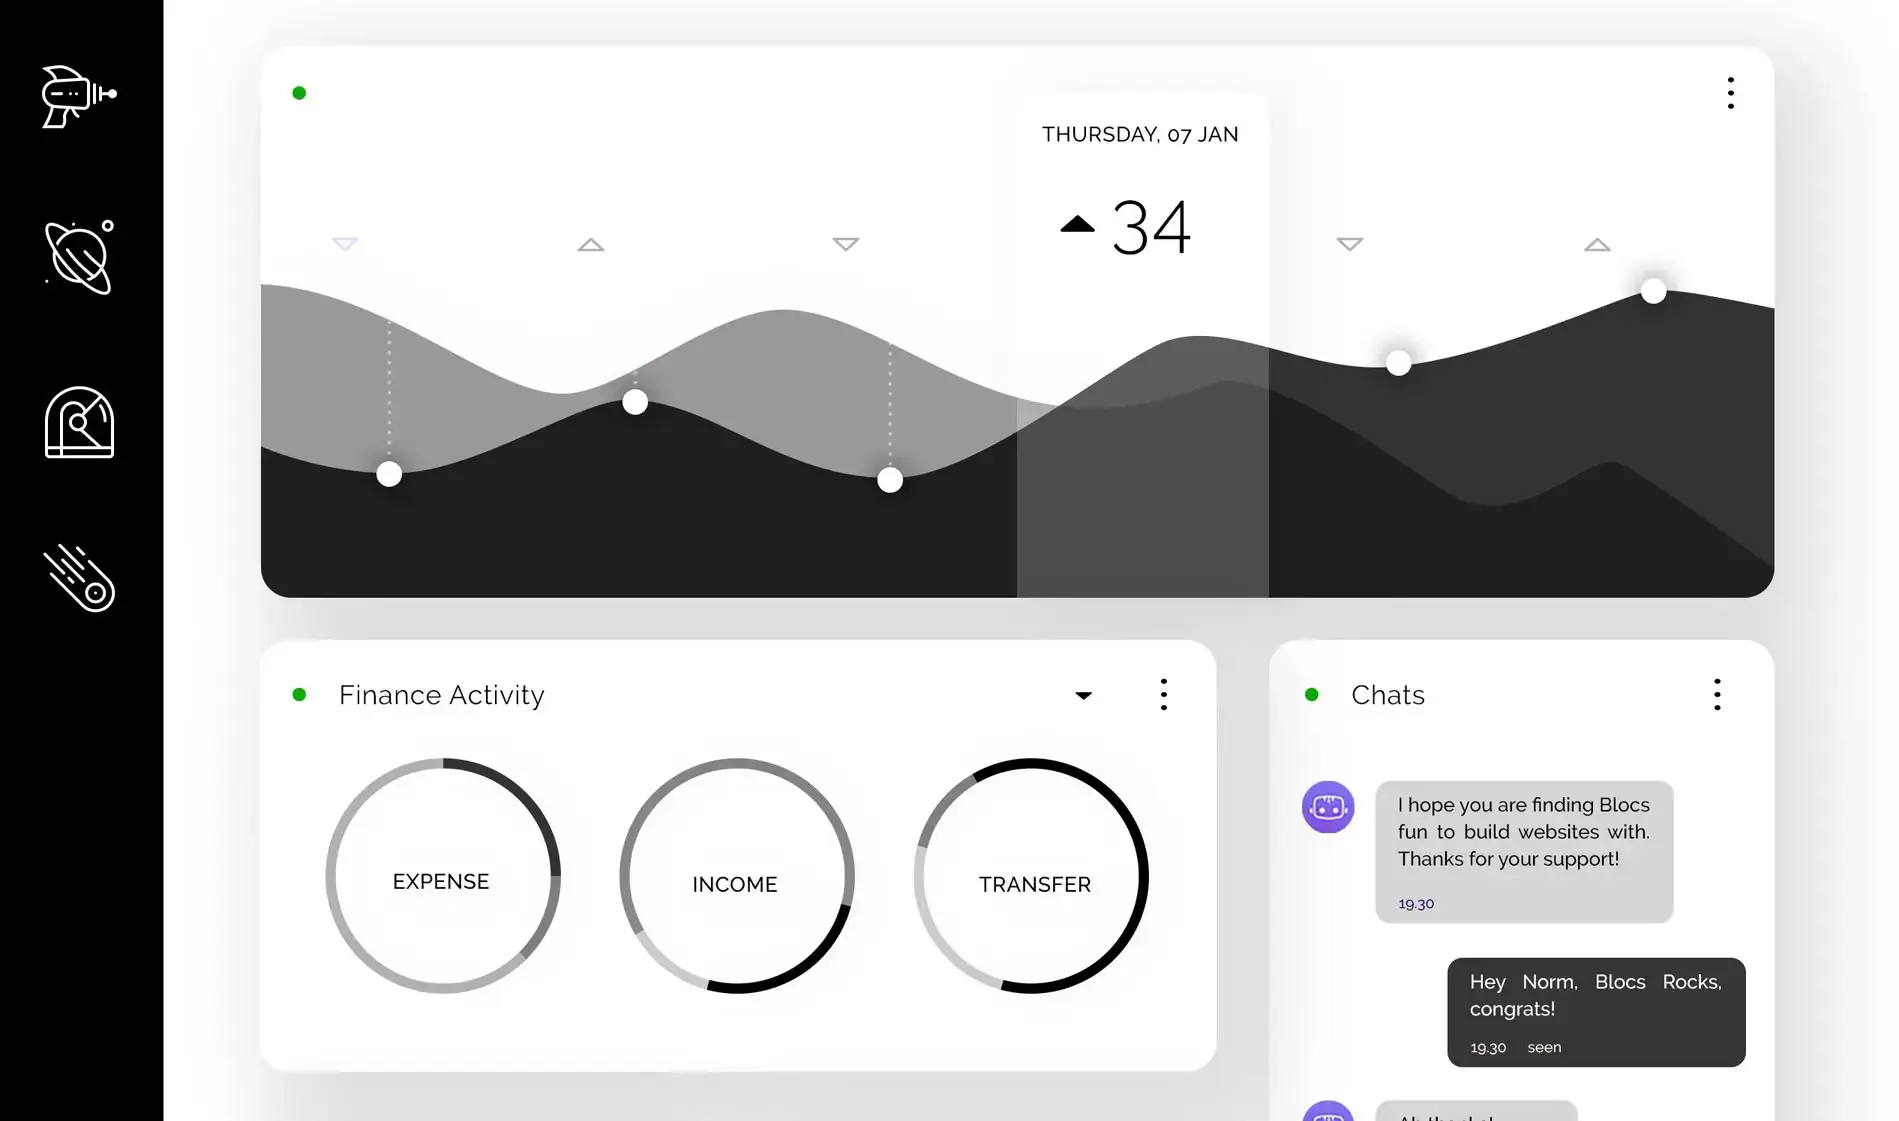 THURSDAY, 07 JAN
34
Finance Activity
EXPENSE
INCOME
TRANSFER
Chats
I hope you are finding Blocs
fun to build websites with.
Thanks for your support!
19.30
Hey Norm, Blocs Rocks,
congrats!
19.30 seen